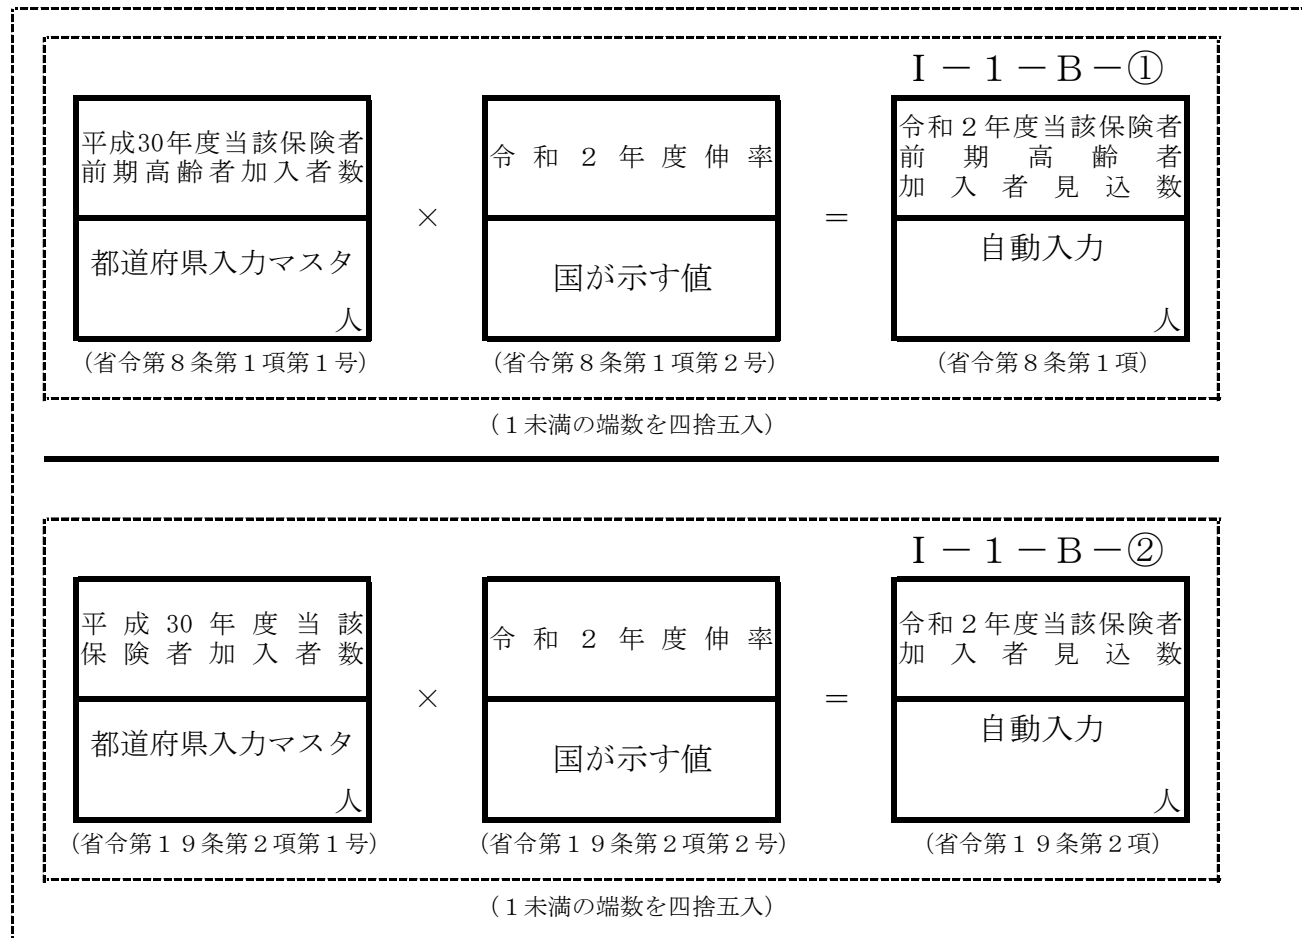 Ⅰ－１－Ｂ－①
平成30年度当該保険者
前期高齢者加入者数
都道府県入力マスタ
人
(省令第８条第１項第１号)
×
令和２年度伸率
国が示す値
(省令第８条第１項第２号)
＝
令和２年度当該保険者
前期高齢者
加入者見込数
自動入力
人
(省令第８条第１項)
(１未満の端数を四捨五入)
Ⅰ－１－Ｂ－②
平成30年度当該
保険者加入者数
都道府県入力マスタ
人
(省令第１９条第２項第１号)
×
令和２年度伸率
国が示す値
(省令第１９条第２項第２号)
＝
令和２年度当該保険者
加入者見込数
自動入力
人
(省令第１９条第２項)
(１未満の端数を四捨五入)